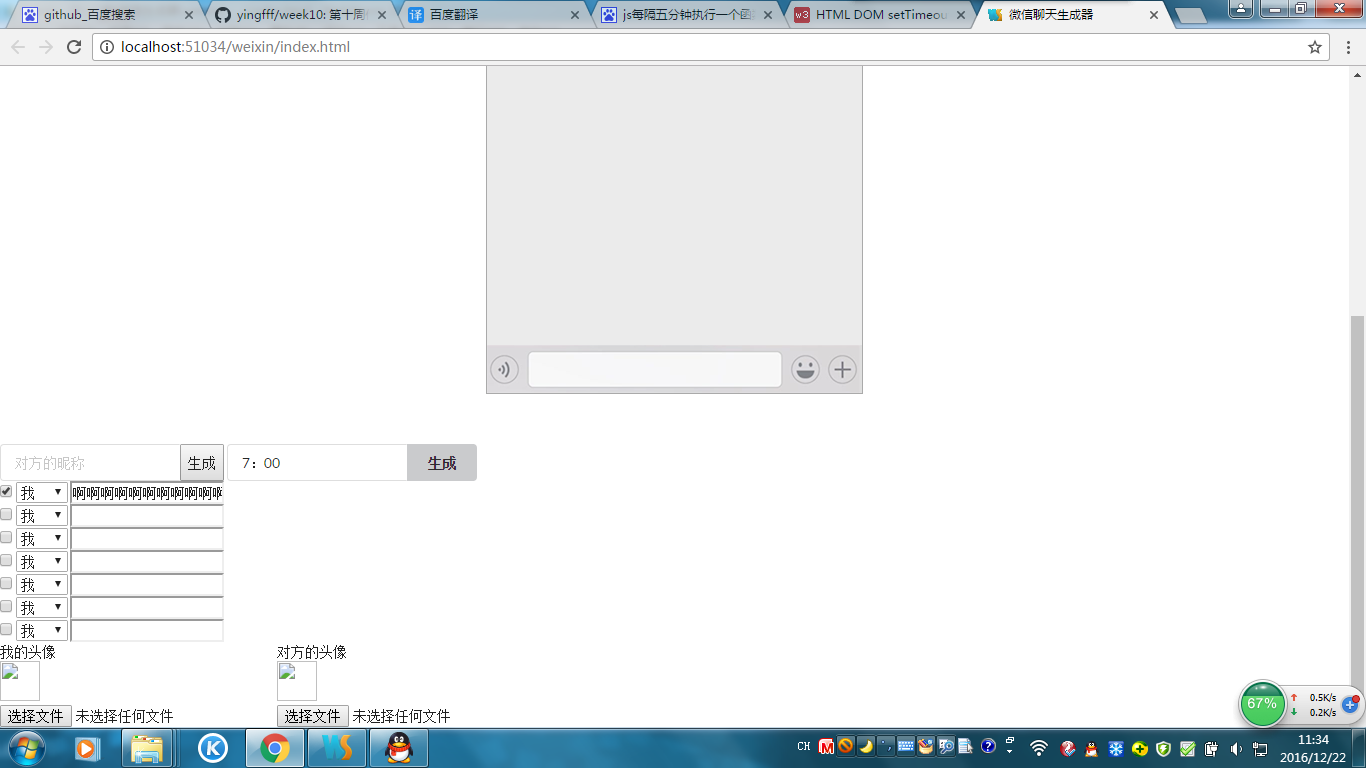 github_百度搜索
yingfff/week10: 第十周
百度翻译
js每隔五分钟执行一个函
HTML DOM setTimeou
微信聊天生成器
localhost:51034/weixin/index.html
对方的昵称
生成
7：00
生成
我
啊啊啊啊啊啊啊啊啊啊啊
我
我
我
我
我
我
我的头像
对方的头像
选择文件 未选择任何文件
选择文件 未选择任何文件
67%
0.5K/s
0.2K/s
CH
11:34
2016/12/22